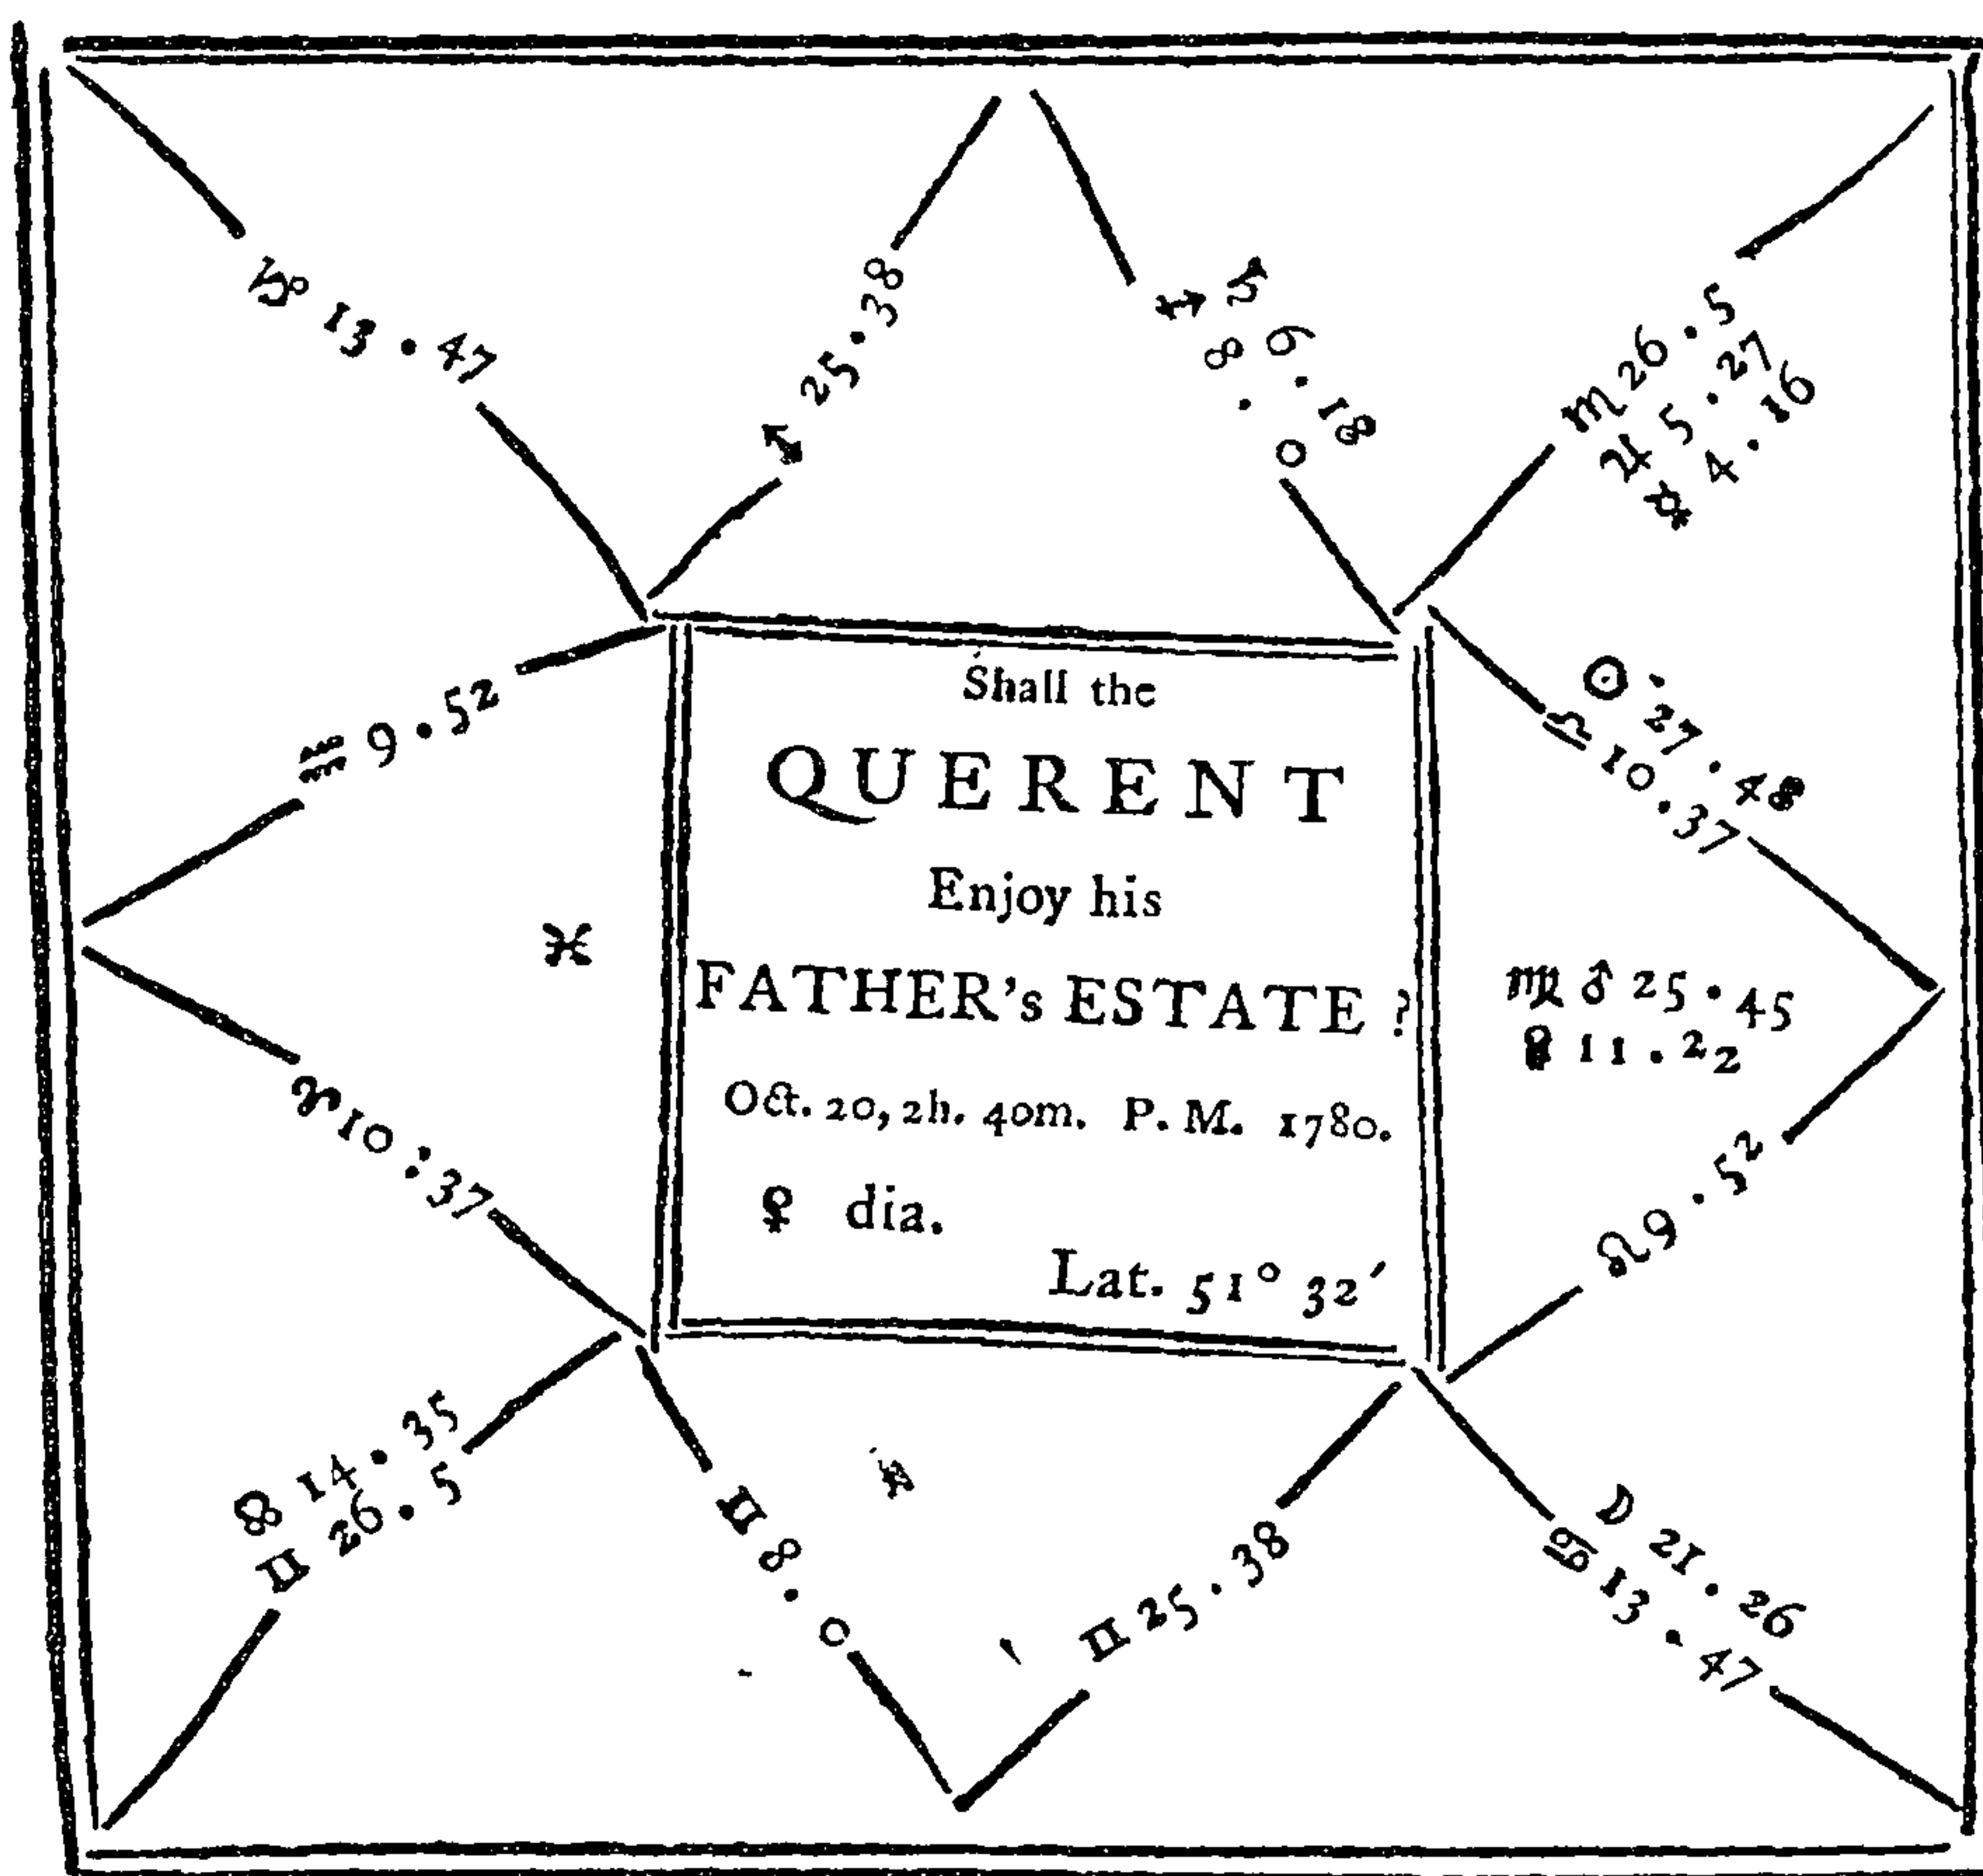 ♑ 13 . 47
♐ 25 . 38
♄ 6 . 18
♐ 8 . 0
♏ 26 . 5
♃ 5 . 27
☿ 4 . 16
♒ 9 . 52
☉ 27 . 48
♎ 10 . 37
Shall the
QUERENT
Enjoy his
FATHER's ESTATE ?
Oct. 20, 2h. 40m. P. M. 1780.
♀ dia.
Lat. 51° 32′
♓
♍ ♂ 25 . 45
♀ 11 . 22
♈ 10 : 37
♌ 9 . 52
♉ 14 . 35
♊ 26 . 5
♉ 8 . 0
♊ 25 . 38
☽ 21 . 26
♋ 13 . 47